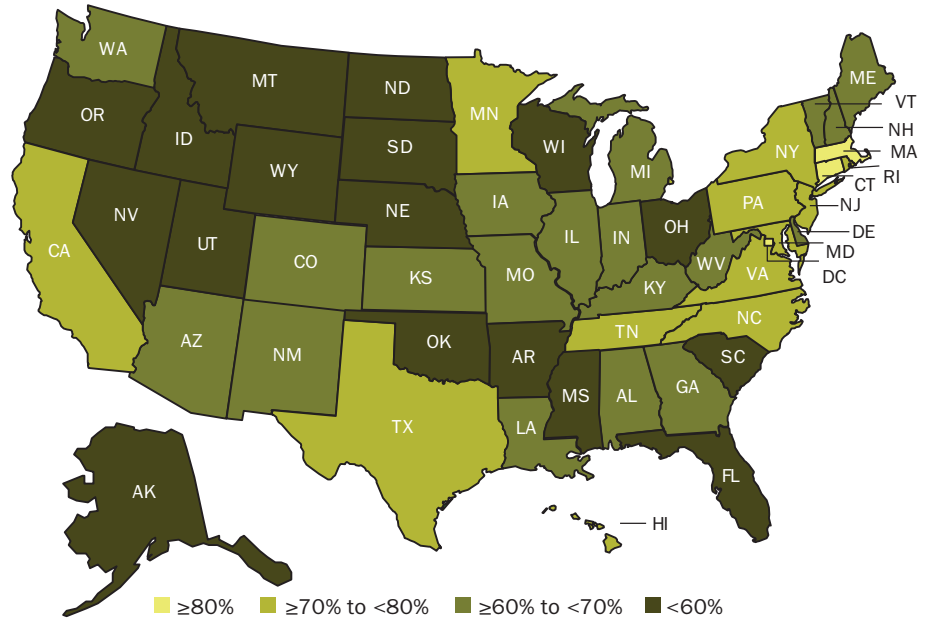 WA
MT
ND
MN
ME
VT
OR
ID
SD
WI
NH
NY
MA
WY
MI
RI
CT
NV
NE
IA
PA
NJ
UT
IL
IN
OH
DE
CA
CO
MD
KS
MO
WV
VA
DC
KY
AZ
NM
OK
TN
NC
AR
SC
MS
AL
GA
TX
LA
FL
AK
HI
≥80%
≥70% to <80%
≥60% to <70%
<60%